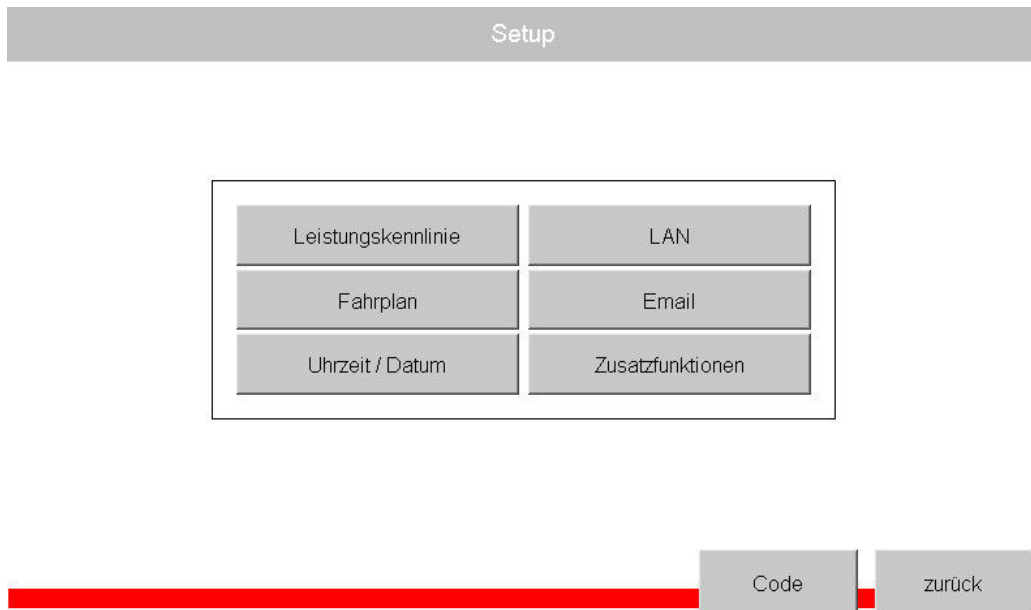 Setup
Leistungskennlinie
LAN
Fahrplan
Email
Uhrzeit / Datum
Zusatzfunktionen
Code
zurück